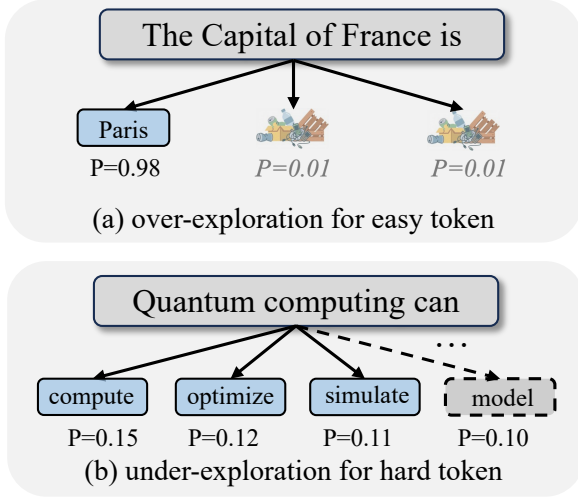 The Capital of France is
Paris
P=0.98 P=0.01 P=0.01
(a) over-exploration for easy token
Quantum computing can
...
compute optimize simulate model
P=0.15 P=0.12 P=0.11 P=0.10
(b) under-exploration for hard token